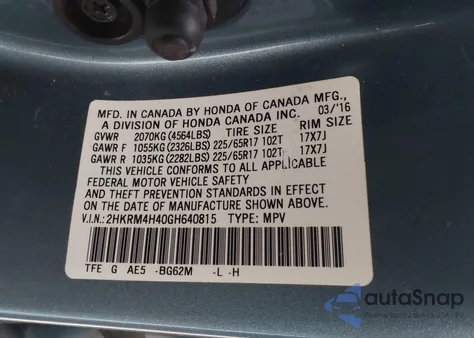 MFD. IN CANADA BY HONDA OF CANADA MFG.,
A DIVISION OF HONDA CANADA INC. 03/'16
GVWR 2070KG (4564LBS) TIRE SIZE RIM SIZE
GAWR F 1055KG (2326LBS) 225/65R17 102T 17X7J
GAWR R 1035KG (2282LBS) 225/65R17 102T 17X7J
THIS VEHICLE CONFORMS TO ALL APPLICABLE
FEDERAL MOTOR VEHICLE SAFETY
AND THEFT PREVENTION STANDARDS IN EFFECT
ON THE DATE OF MANUFACTURE SHOWN ABOVE.
V.I.N.: 2HKRM4H40GH640815 TYPE: MPV
TFE G AE5 -BG62M -L -H
autoSnap